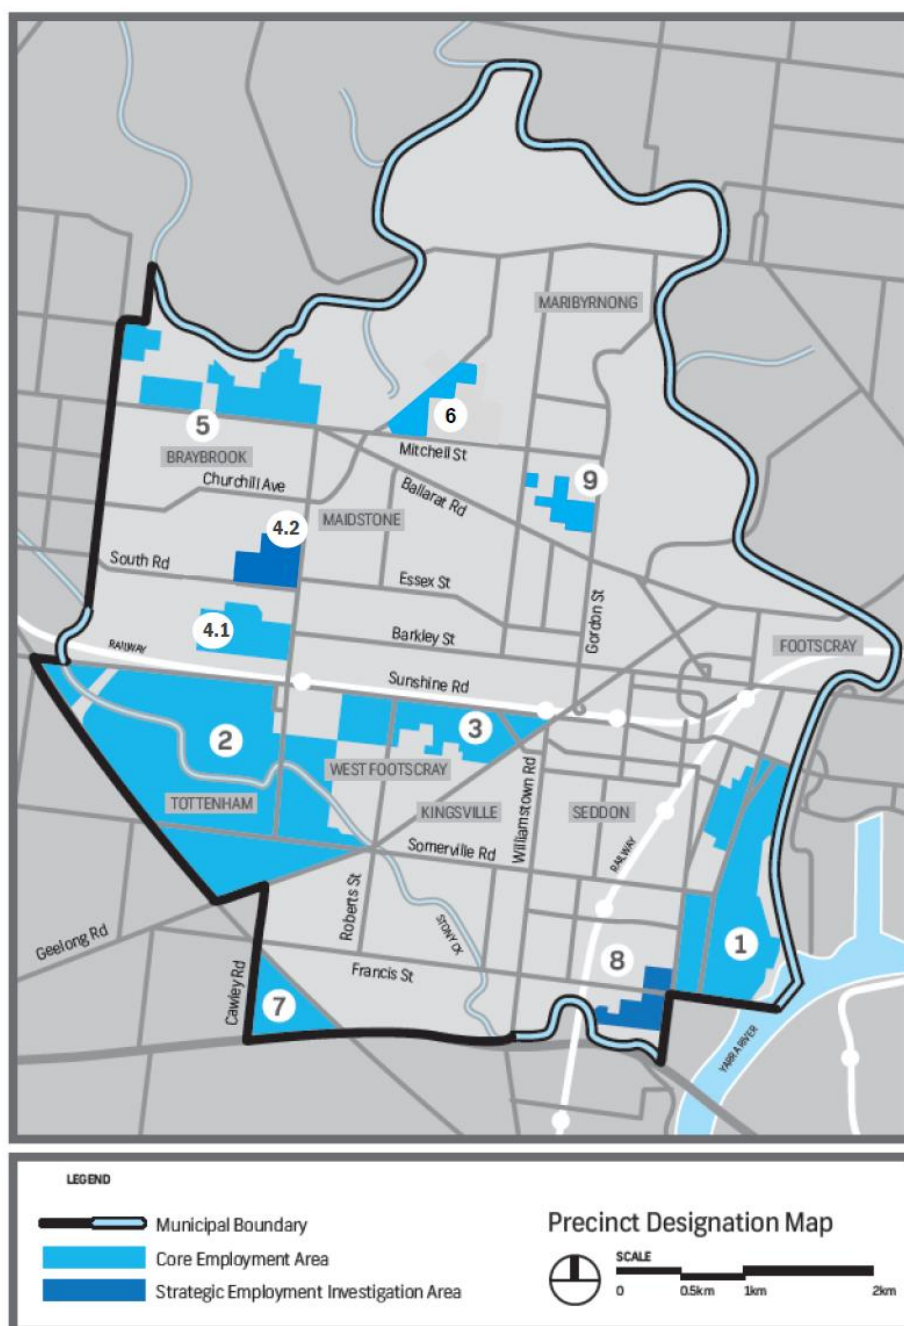 MARIBYRNONG
6
5
Mitchell St
BRAYBROOK
9
Churchill Ave
Ballarat Rd
MAIDSTONE
4.2
South Rd
Essex St
Gordon St
4.1
Barkley St
FOOTSCRAY
RAILWAY
Sunshine Rd
2
3
WEST FOOTSCRAY
TOTTENHAM
KINGSVILLE
Williamstown Rd
SEDDON
Somerville Rd
RAILWAY
Roberts St
STONY CK
Geelong Rd
1
8
Francis St
Cawley Rd
7
YARRA RIVER
LEGEND
Municipal Boundary
Core Employment Area
Strategic Employment Investigation Area
Precinct Designation Map
SCALE
0 0.5km 1km 2km